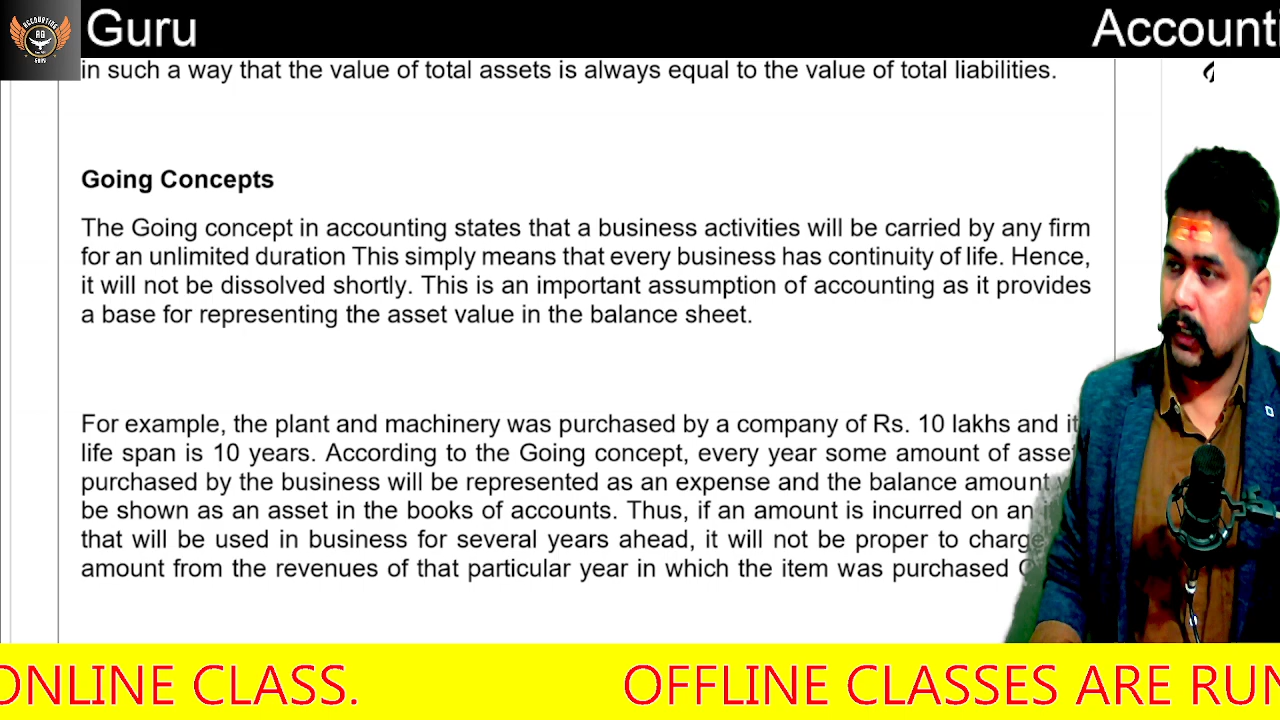 Guru
Accounti
in such a way that the value of total assets is always equal to the value of total liabilities.
Going Concepts
The Going concept in accounting states that a business activities will be carried by any firm
for an unlimited duration This simply means that every business has continuity of life. Hence,
it will not be dissolved shortly. This is an important assumption of accounting as it provides
a base for representing the asset value in the balance sheet.
For example, the plant and machinery was purchased by a company of Rs. 10 lakhs and it
life span is 10 years. According to the Going concept, every year some amount of asse
purchased by the business will be represented as an expense and the balance amount
be shown as an asset in the books of accounts. Thus, if an amount is incurred on an
that will be used in business for several years ahead, it will not be proper to charge
amount from the revenues of that particular year in which the item was purchased
ONLINE CLASS.
OFFLINE CLASSES ARE RUN